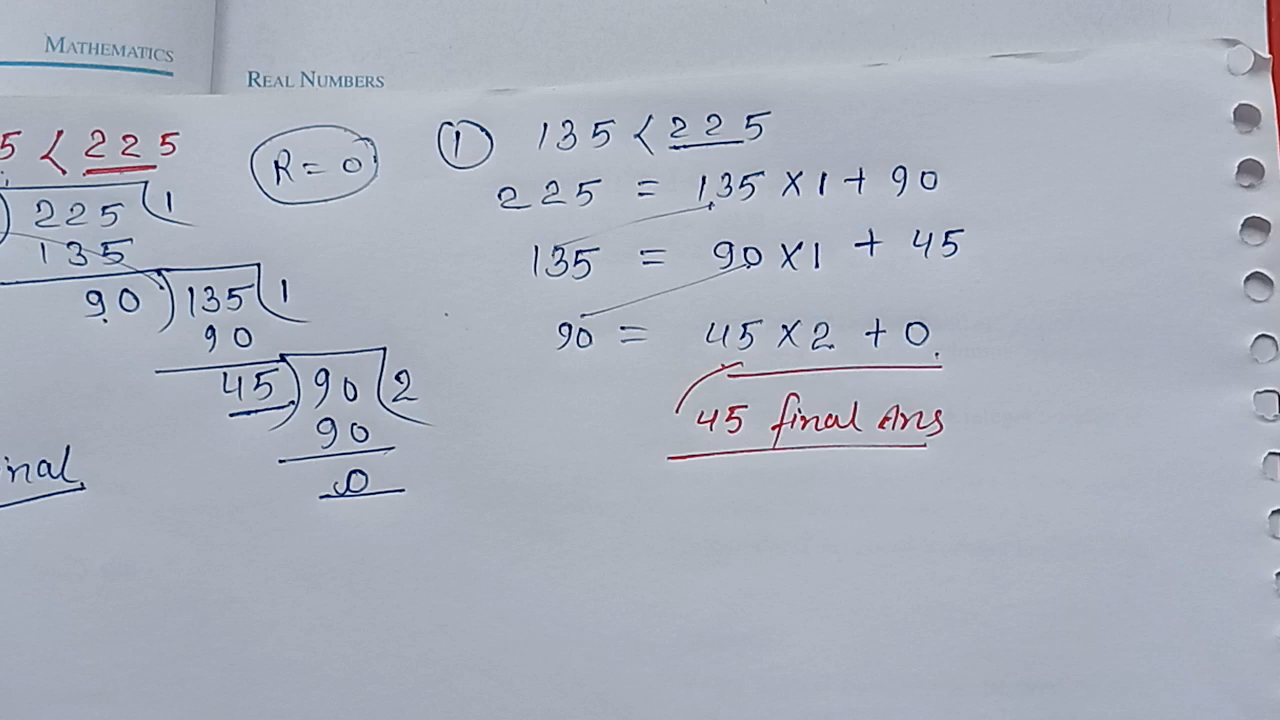 MATHEMATICS
REAL NUMBERS
5 < 225
R = 0
) 225 ( 1
135
90 ) 135 ( 1
90
45 ) 90 ( 2
90
0
inal
① 135 < 225
225 = 135 × 1 + 90
135 = 90 × 1 + 45
90 = 45 × 2 + 0
45 final Ans